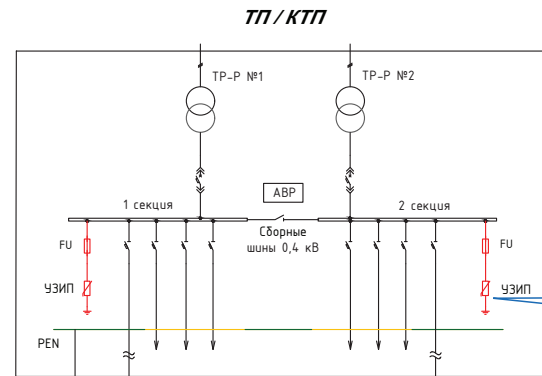 ТП / КТП
ТР-Р №1
ТР-Р №2
АВР
1 секция
2 секция
Сборные
шины 0,4 кВ
FU
FU
УЗИП
УЗИП
PEN